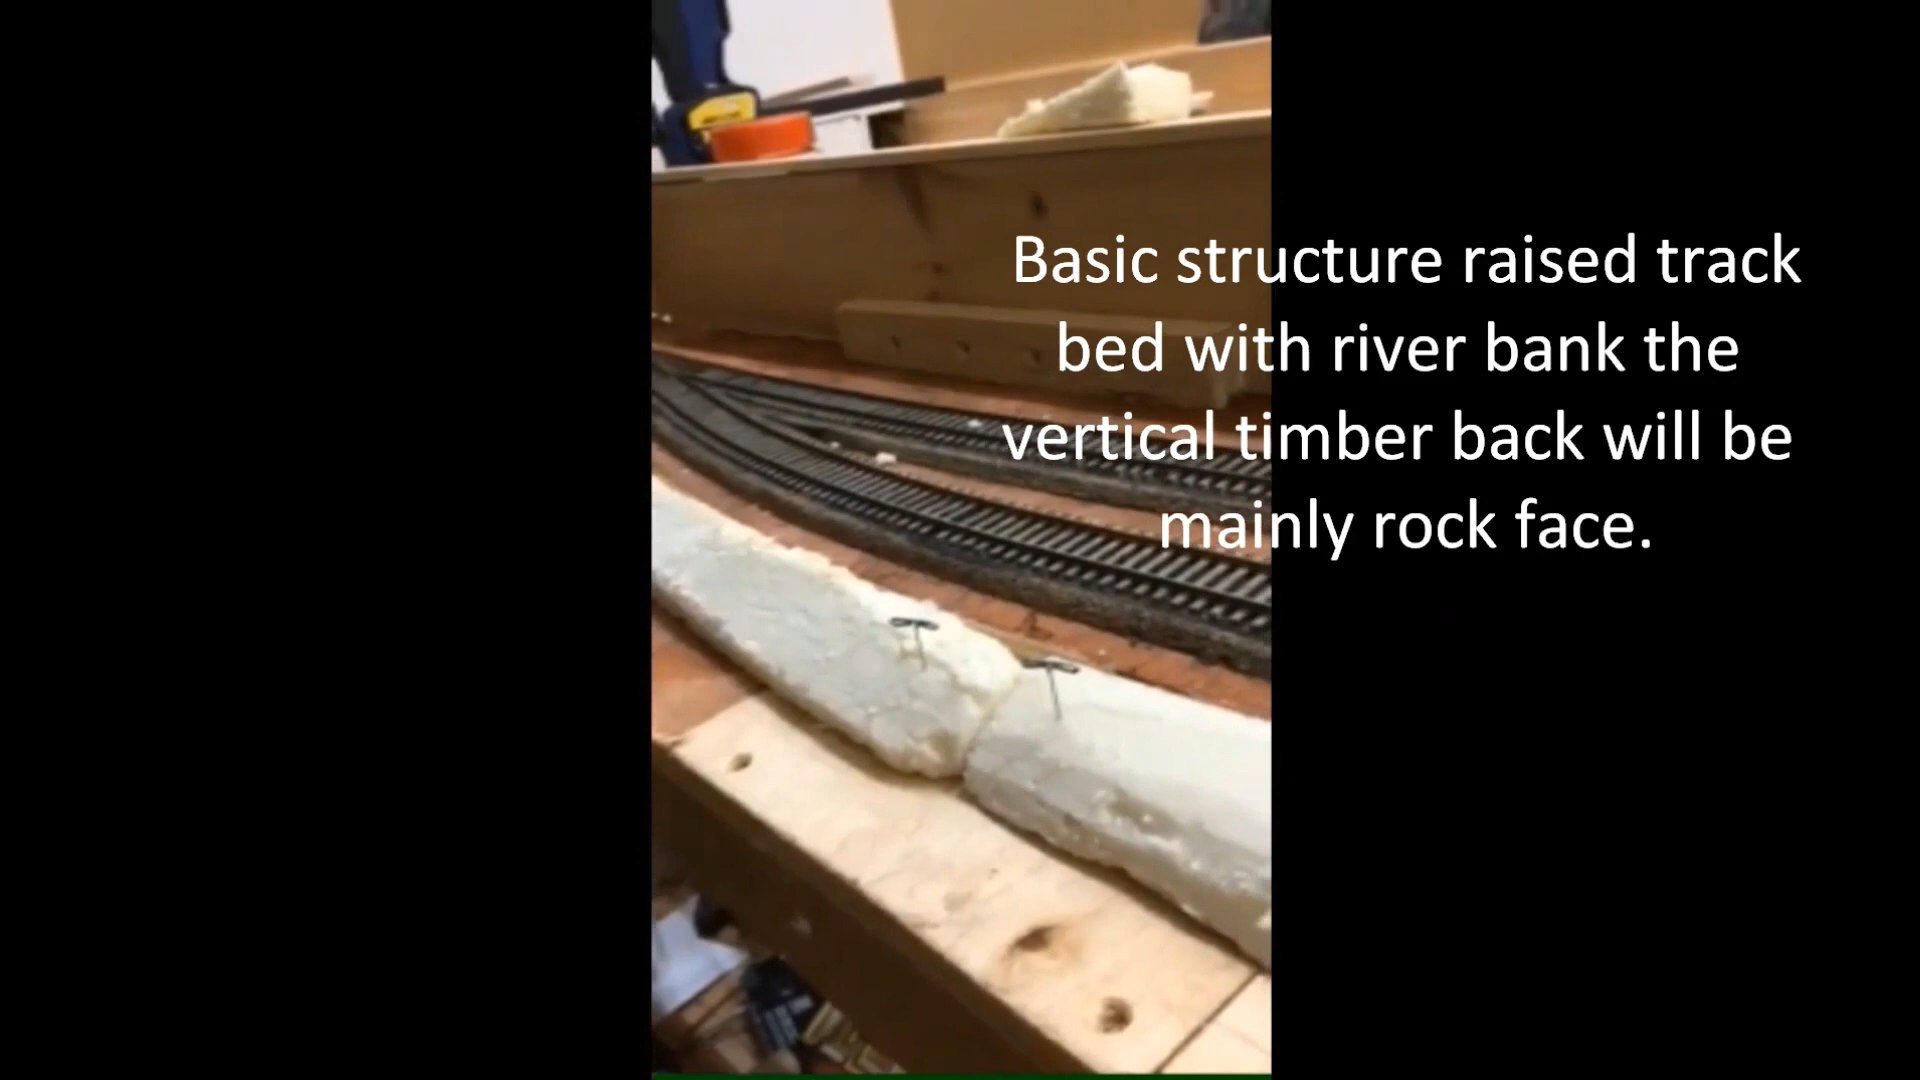 Basic structure raised track
bed with river bank the
vertical timber back will be
mainly rock face.